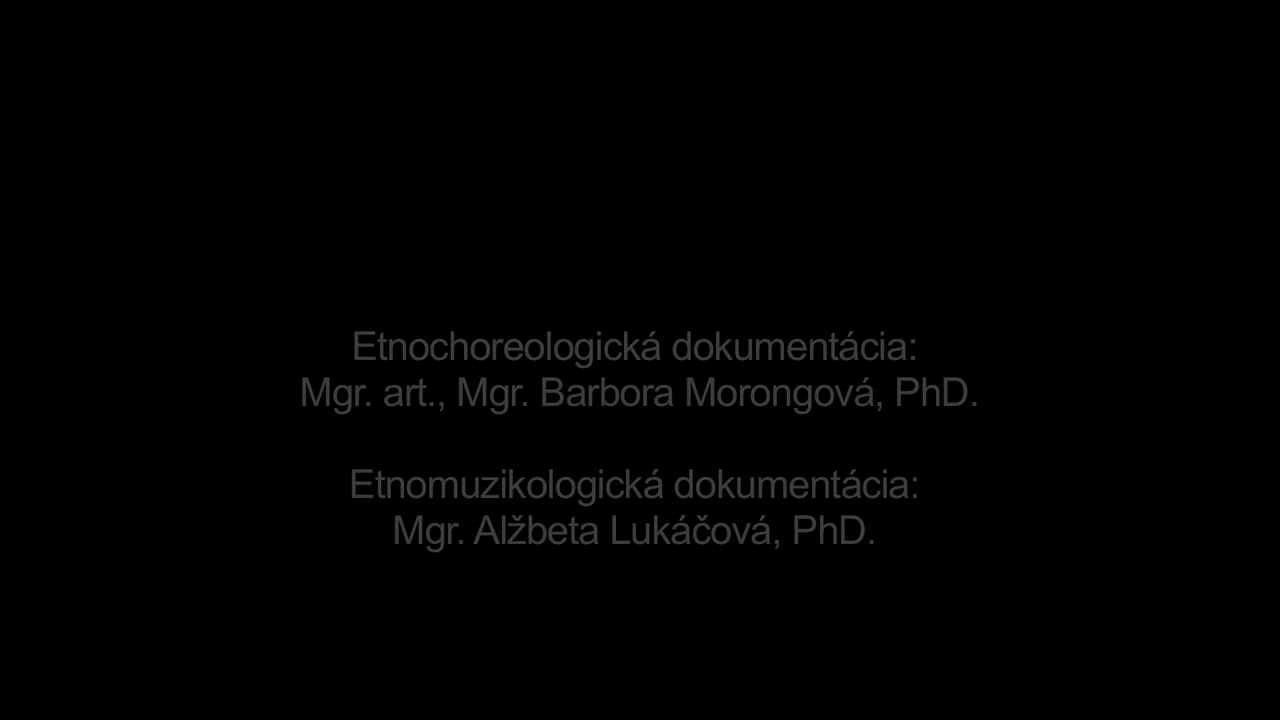 Etnochoreologická dokumentácia:
Mgr. art., Mgr. Barbora Morongová, PhD.
Etnomuzikologická dokumentácia:
Mgr. Alžbeta Lukáčová, PhD.